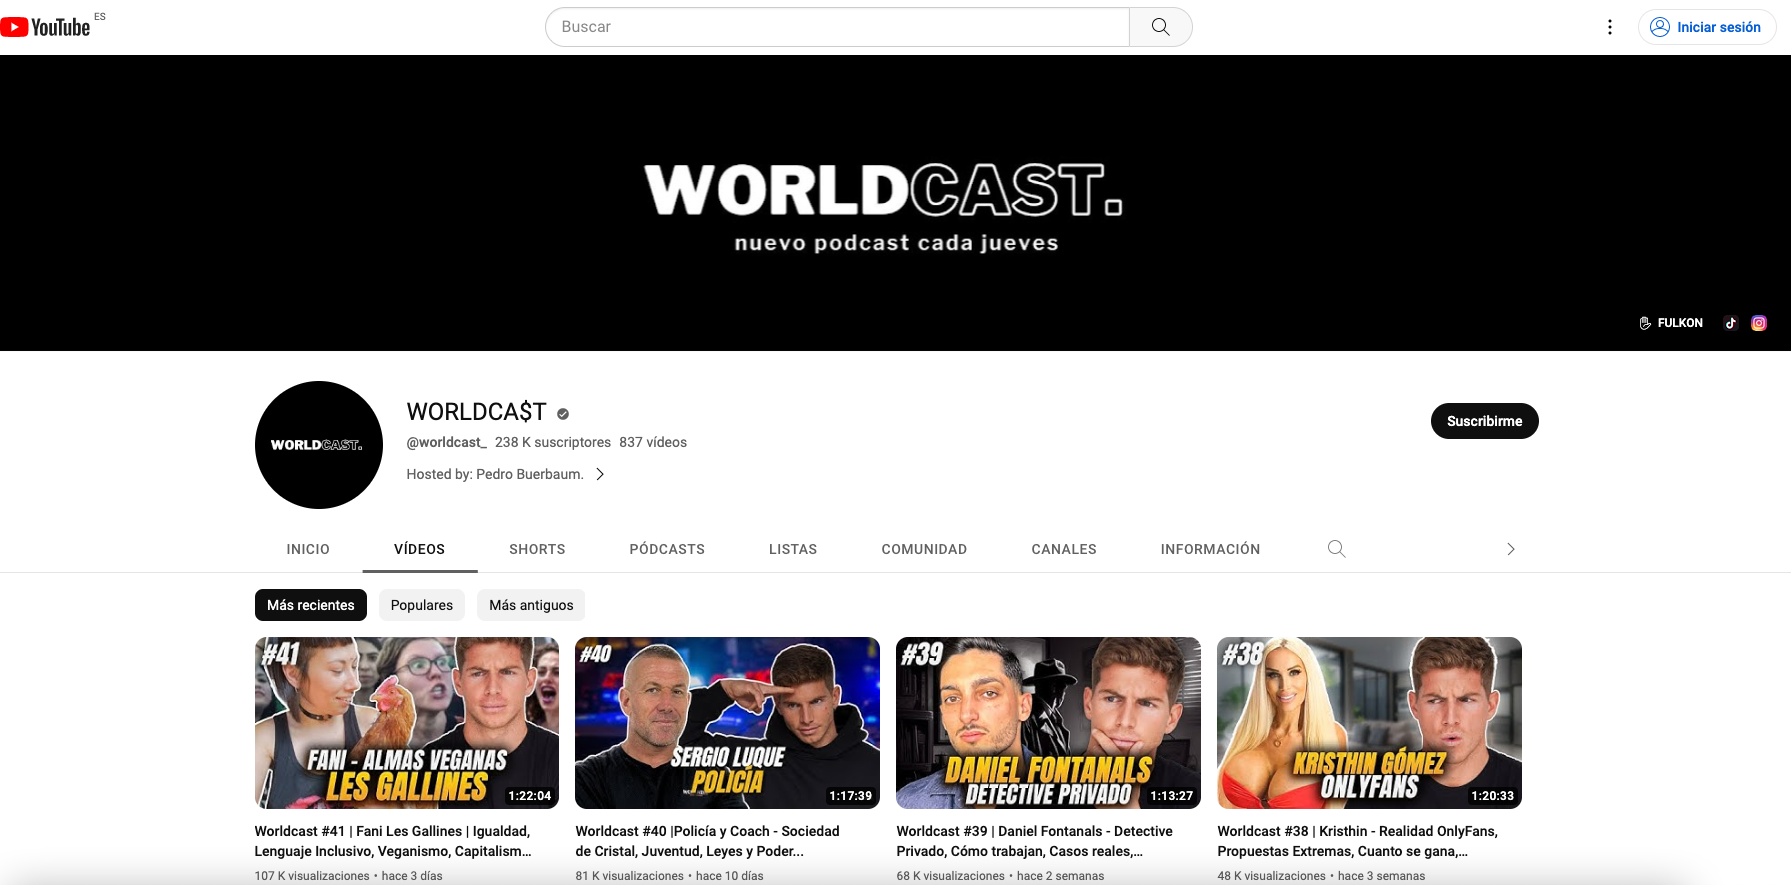 YouTube ES
Buscar
Iniciar sesión
WORLDCAST.
nuevo podcast cada jueves
FULKON
WORLDCAST.
WORLDCA$T
@worldcast_ 238 K suscriptores 837 vídeos
Hosted by: Pedro Buerbaum.
INICIO VÍDEOS SHORTS PÓDCASTS LISTAS COMUNIDAD CANALES INFORMACIÓN
Más recientes Populares Más antiguos
#41
FANI - ALMAS VEGANAS
LES GALLINES
1:22:04
Worldcast #41 | Fani Les Gallines | Igualdad,
Lenguaje Inclusivo, Veganismo, Capitalism...
107 K visualizaciones • hace 3 días
#40
SERGIO LUQUE
POLICÍA
1:17:39
Worldcast #40 |Policía y Coach - Sociedad
de Cristal, Juventud, Leyes y Poder...
81 K visualizaciones • hace 10 días
#39
DANIEL FONTANALS
DETECTIVE PRIVADO
1:13:27
Worldcast #39 | Daniel Fontanals - Detective
Privado, Cómo trabajan, Casos reales,...
68 K visualizaciones • hace 2 semanas
#38
KRISTHIN GÓMEZ
ONLYFANS
1:20:33
Worldcast #38 | Kristhin - Realidad OnlyFans,
Propuestas Extremas, Cuanto se gana,...
48 K visualizaciones • hace 3 semanas
Suscribirme